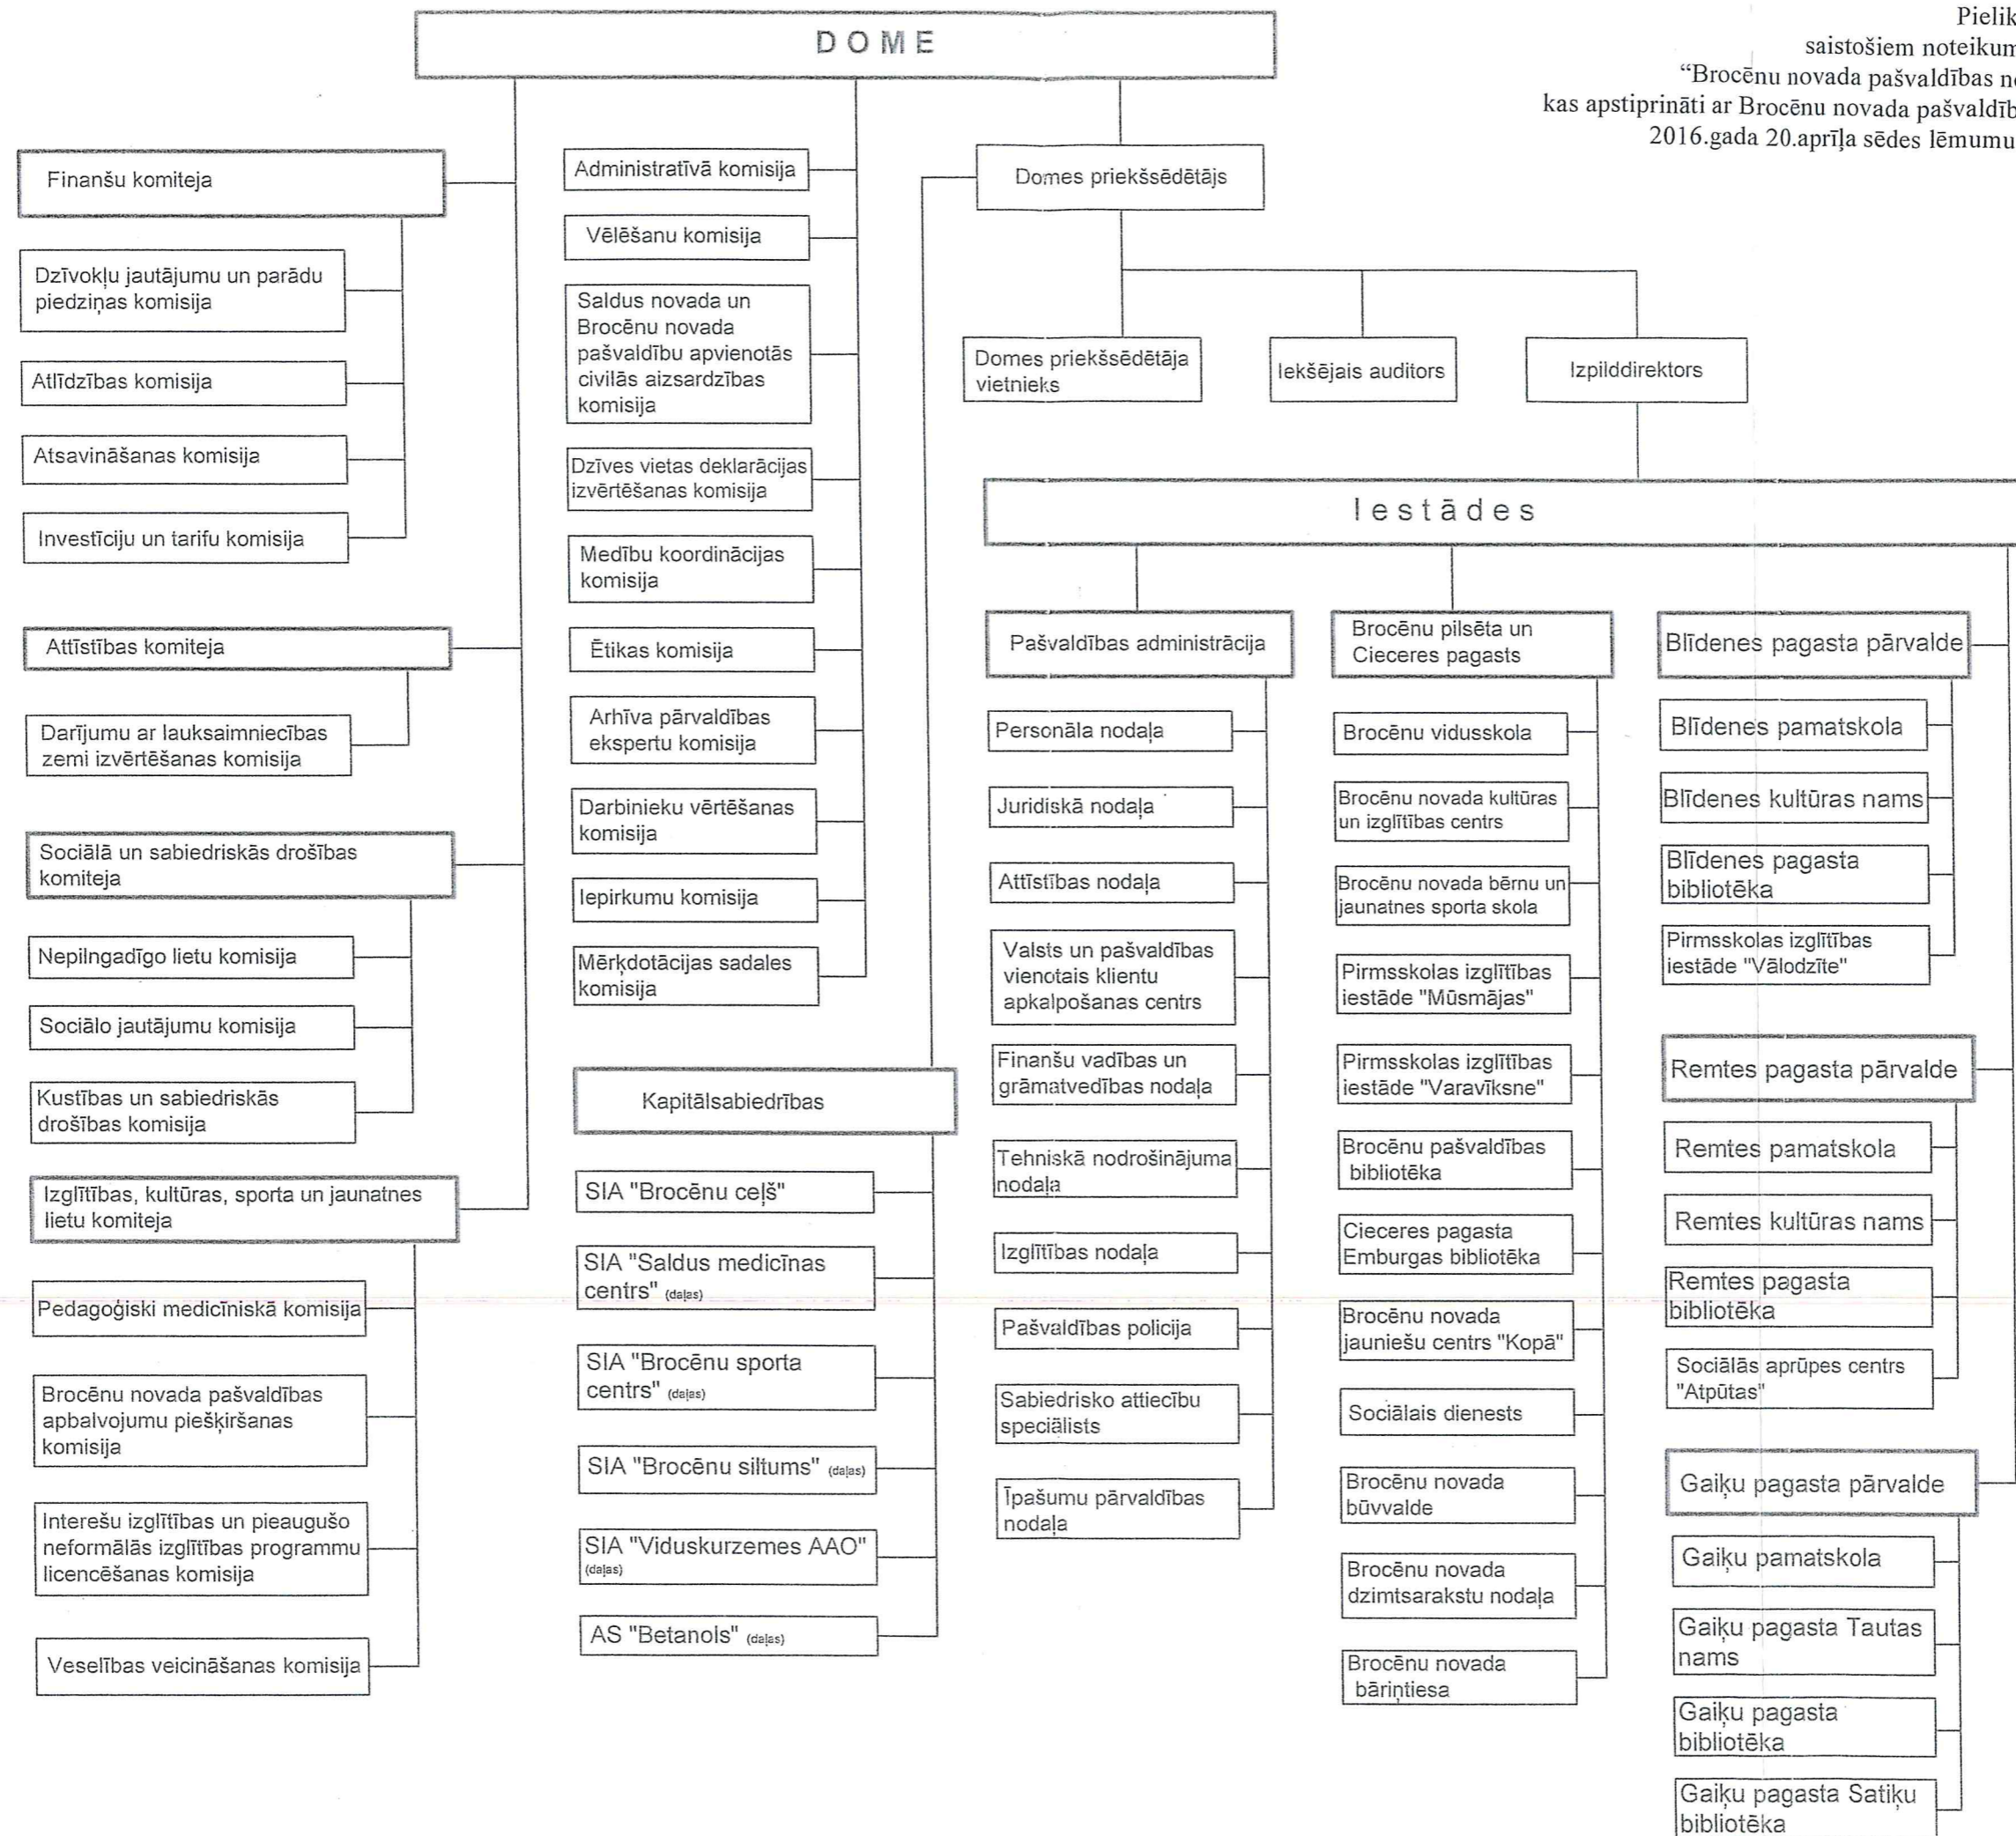 DOME
Pielik
saistošiem noteikum
“Brocēnu novada pašvaldības no
kas apstiprināti ar Brocēnu novada pašvaldīb
2016.gada 20.aprīļa sēdes lēmumu
Finanšu komiteja
Dzīvokļu jautājumu un parādu
piedziņas komisija
Atlīdzības komisija
Atsavināšanas komisija
Investīciju un tarifu komisija
Attīstības komiteja
Darījumu ar lauksaimniecības
zemi izvērtēšanas komisija
Sociālā un sabiedriskās drošības
komiteja
Nepilngadīgo lietu komisija
Sociālo jautājumu komisija
Kustības un sabiedriskās
drošības komisija
Izglītības, kultūras, sporta un jaunatnes
lietu komiteja
Pedagoģiski medicīniskā komisija
Brocēnu novada pašvaldības
apbalvojumu piešķiršanas
komisija
Interešu izglītības un pieaugušo
neformālās izglītības programmu
licencēšanas komisija
Veselības veicināšanas komisija
Administratīvā komisija
Vēlēšanu komisija
Saldus novada un
Brocēnu novada
pašvaldību apvienotās
civilās aizsardzības
komisija
Dzīves vietas deklarācijas
izvērtēšanas komisija
Medību koordinācijas
komisija
Ētikas komisija
Arhīva pārvaldības
ekspertu komisija
Darbinieku vērtēšanas
komisija
Iepirkumu komisija
Mērķdotācijas sadales
komisija
Kapitālsabiedrības
SIA "Brocēnu ceļš"
SIA "Saldus medicīnas
centrs" (daļas)
SIA "Brocēnu sporta
centrs" (daļas)
SIA "Brocēnu siltums" (daļas)
SIA "Viduskurzemes AAO"
(daļas)
AS "Betanols" (daļas)
Domes priekšsēdētājs
Domes priekšsēdētāja
vietnieks
Iekšējais auditors
Izpilddirektors
Iestādes
Pašvaldības administrācija
Personāla nodaļa
Juridiskā nodaļa
Attīstības nodaļa
Valsts un pašvaldības
vienotais klientu
apkalpošanas centrs
Finanšu vadības un
grāmatvedības nodaļa
Tehniskā nodrošinājuma
nodaļa
Izglītības nodaļa
Pašvaldības policija
Sabiedrisko attiecību
speciālists
Īpašumu pārvaldības
nodaļa
Brocēnu pilsēta un
Cieceres pagasts
Brocēnu vidusskola
Brocēnu novada kultūras
un izglītības centrs
Brocēnu novada bērnu un
jaunatnes sporta skola
Pirmsskolas izglītības
iestāde "Mūsmājas"
Pirmsskolas izglītības
iestāde "Varavīksne"
Brocēnu pašvaldības
bibliotēka
Cieceres pagasta
Emburgas bibliotēka
Brocēnu novada
jauniešu centrs "Kopā"
Sociālais dienests
Brocēnu novada
būvvalde
Brocēnu novada
dzimtsarakstu nodaļa
Brocēnu novada
bāriņtiesa
Blīdenes pagasta pārvalde
Blīdenes pamatskola
Blīdenes kultūras nams
Blīdenes pagasta
bibliotēka
Pirmsskolas izglītības
iestāde "Vālodzīte"
Remtes pagasta pārvalde
Remtes pamatskola
Remtes kultūras nams
Remtes pagasta
bibliotēka
Sociālās aprūpes centrs
"Atpūtas"
Gaiķu pagasta pārvalde
Gaiķu pamatskola
Gaiķu pagasta Tautas
nams
Gaiķu pagasta
bibliotēka
Gaiķu pagasta Satiķu
bibliotēka